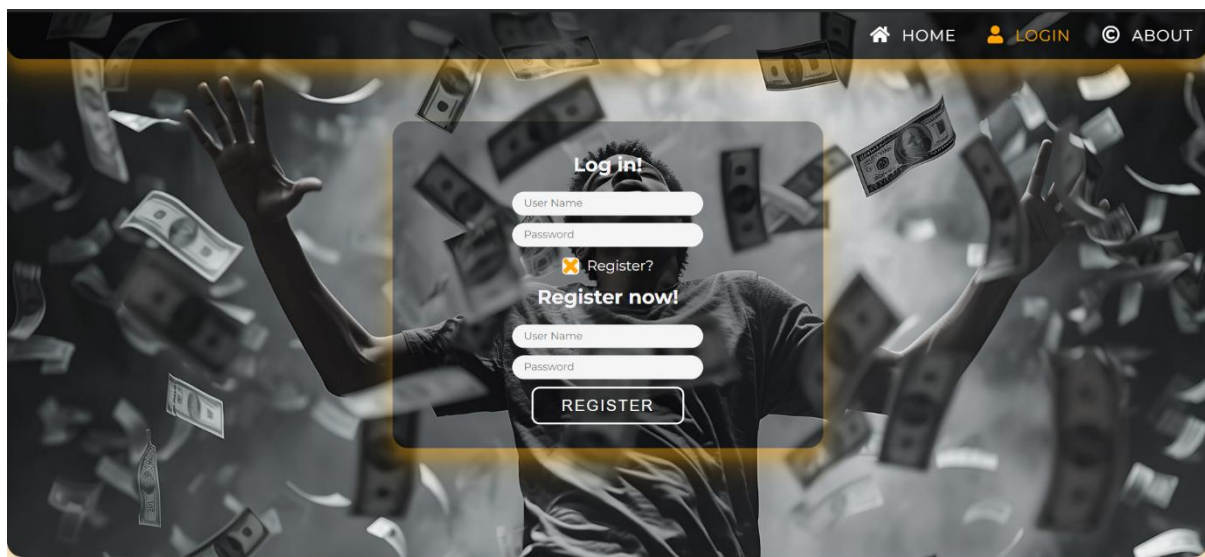 HOME LOGIN © ABOUT
Log in!
User Name
Password
Register?
Register now!
User Name
Password
REGISTER